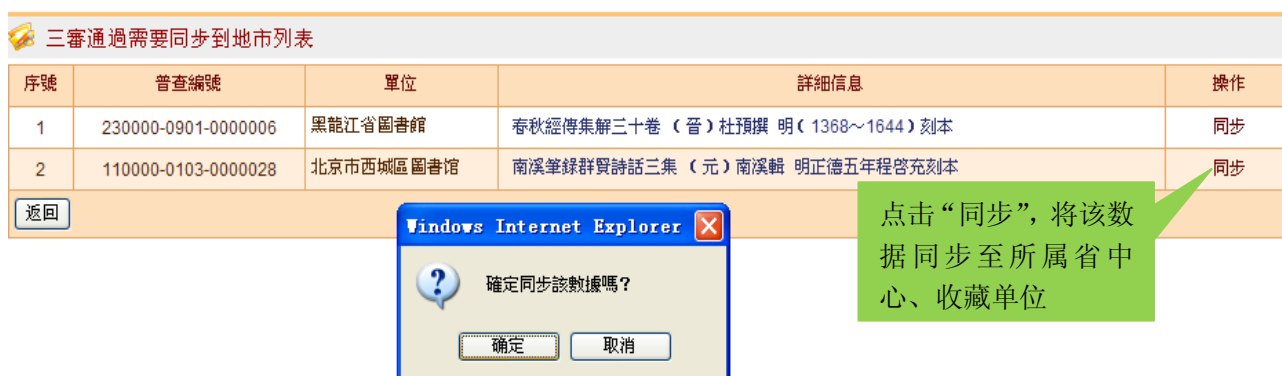 三審通過需要同步到地市列表
序號 普查編號 單位 詳細信息 操作
1 230000-0901-0000006 黑龍江省圖書館 春秋經傳集解三十卷 （晉）杜預撰 明（1368～1644）刻本 同步
2 110000-0103-0000028 北京市西城區圖書馆 南溪筆錄群賢詩話三集 （元）南溪輯 明正德五年程啓充刻本 同步
返回
Windows Internet Explorer
確定同步該數據嗎?
确定 取消
点击“同步”，将该数
据同步至所属省中
心、收藏单位